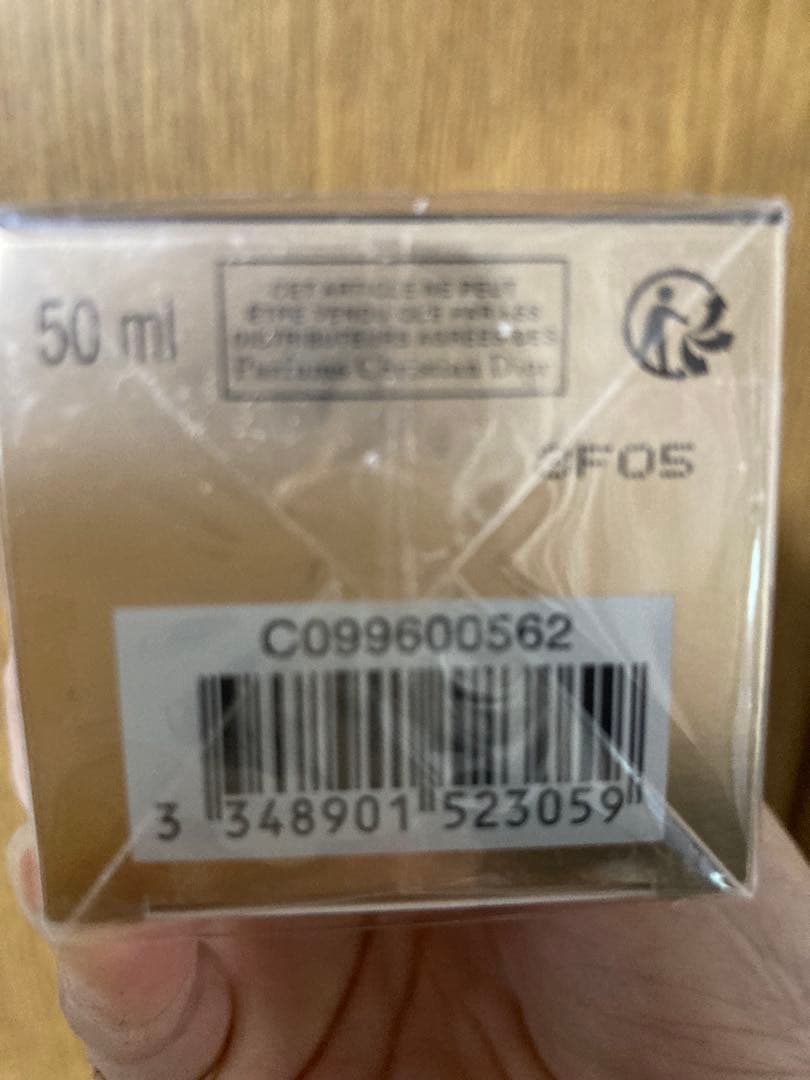 50 ml
CET ARTICLE NE PEUT
ÊTRE VENDU QUE PAR LES
DISTRIBUTEURS AGRÉÉS DES
Parfums Christian Dior
F05
C099600562
3 348901 523059